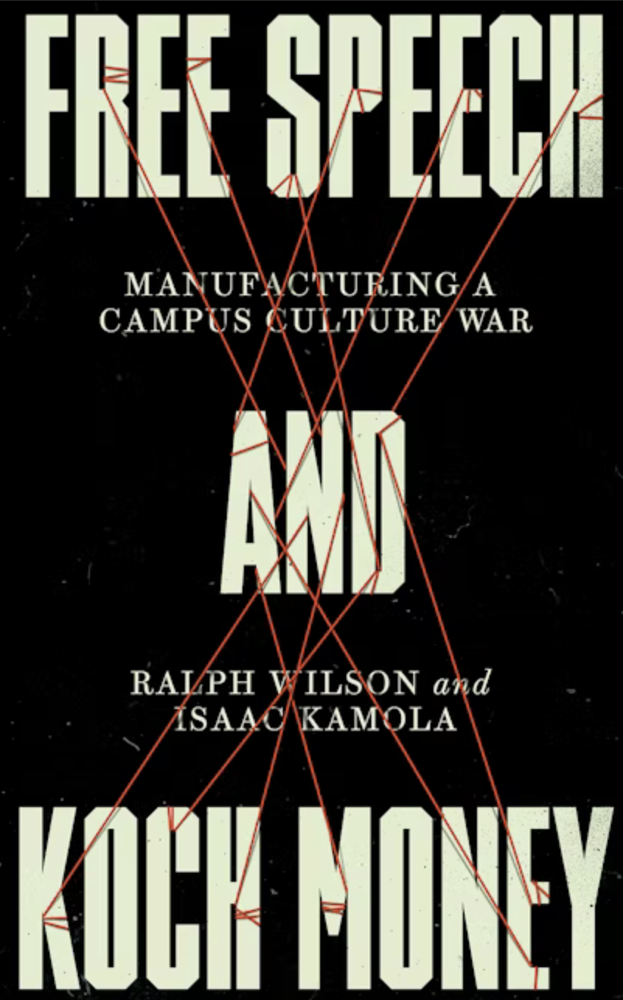 FREE SPEECH
MANUFACTURING A
CAMPUS CULTURE WAR
AND
RALPH WILSON and
ISAAC KAMOLA
KOCH MONEY